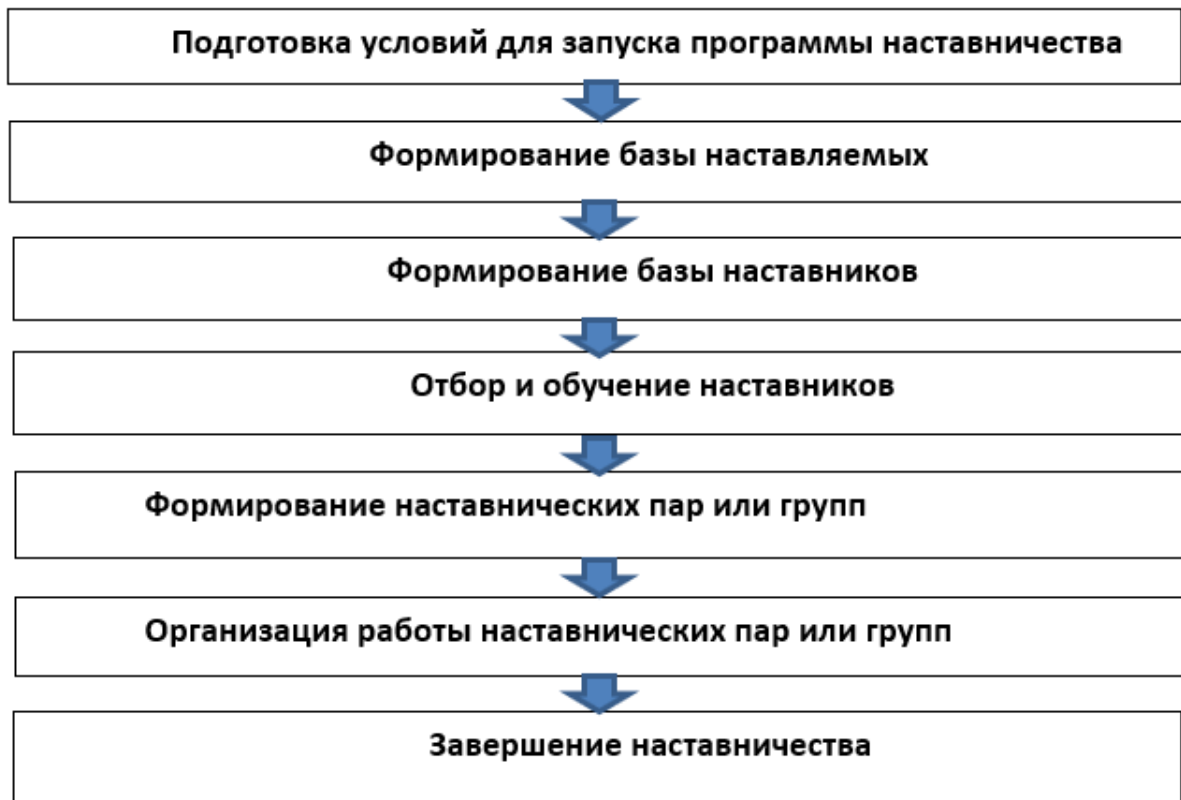 Подготовка условий для запуска программы наставничества
Формирование базы наставляемых
Формирование базы наставников
Отбор и обучение наставников
Формирование наставнических пар или групп
Организация работы наставнических пар или групп
Завершение наставничества